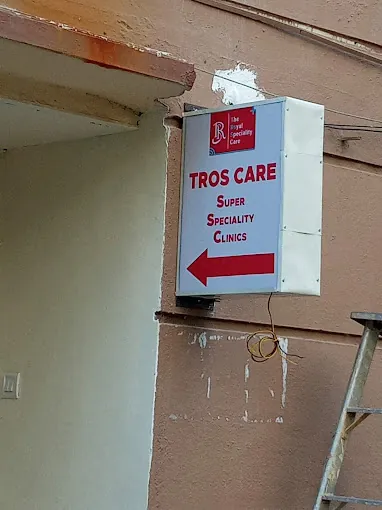 R
The
Royal
Speciality
Care
TROS CARE
SUPER
SPECIALITY
CLINICS